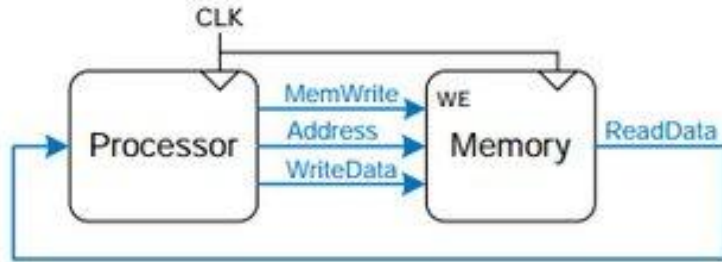 CLK
MemWrite
WE
Processor
Address
Memory
ReadData
WriteData